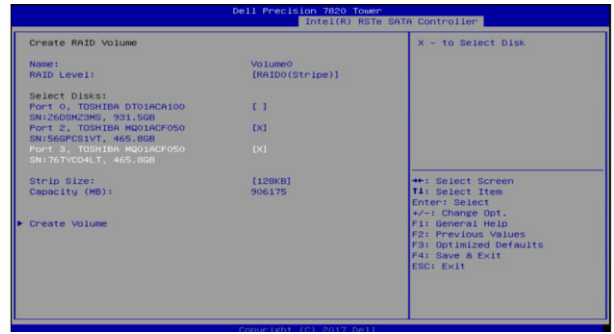 Dell Precision 7820 Tower
Intel(R) RSTe SATA Controller
Create RAID Volume
Name: Volume0
RAID Level: [RAID0(Stripe)]
Select Disks:
Port 0, TOSHIBA DT01ACA100 [ ]
SN:26DSMZ3MS, 931.5GB
Port 2, TOSHIBA MQ01ACF050 [X]
SN:56GPCS1VT, 465.8GB
Port 3, TOSHIBA MQ01ACF050 [X]
SN:76TYC04LT, 465.8GB
Strip Size: [128KB]
Capacity (MB): 906175
Create Volume
X - to Select Disk
↔: Select Screen
↑↓: Select Item
Enter: Select
+/-: Change Opt.
F1: General Help
F2: Previous Values
F3: Optimized Defaults
F4: Save & Exit
ESC: Exit
Copyright (C) 2017 Dell